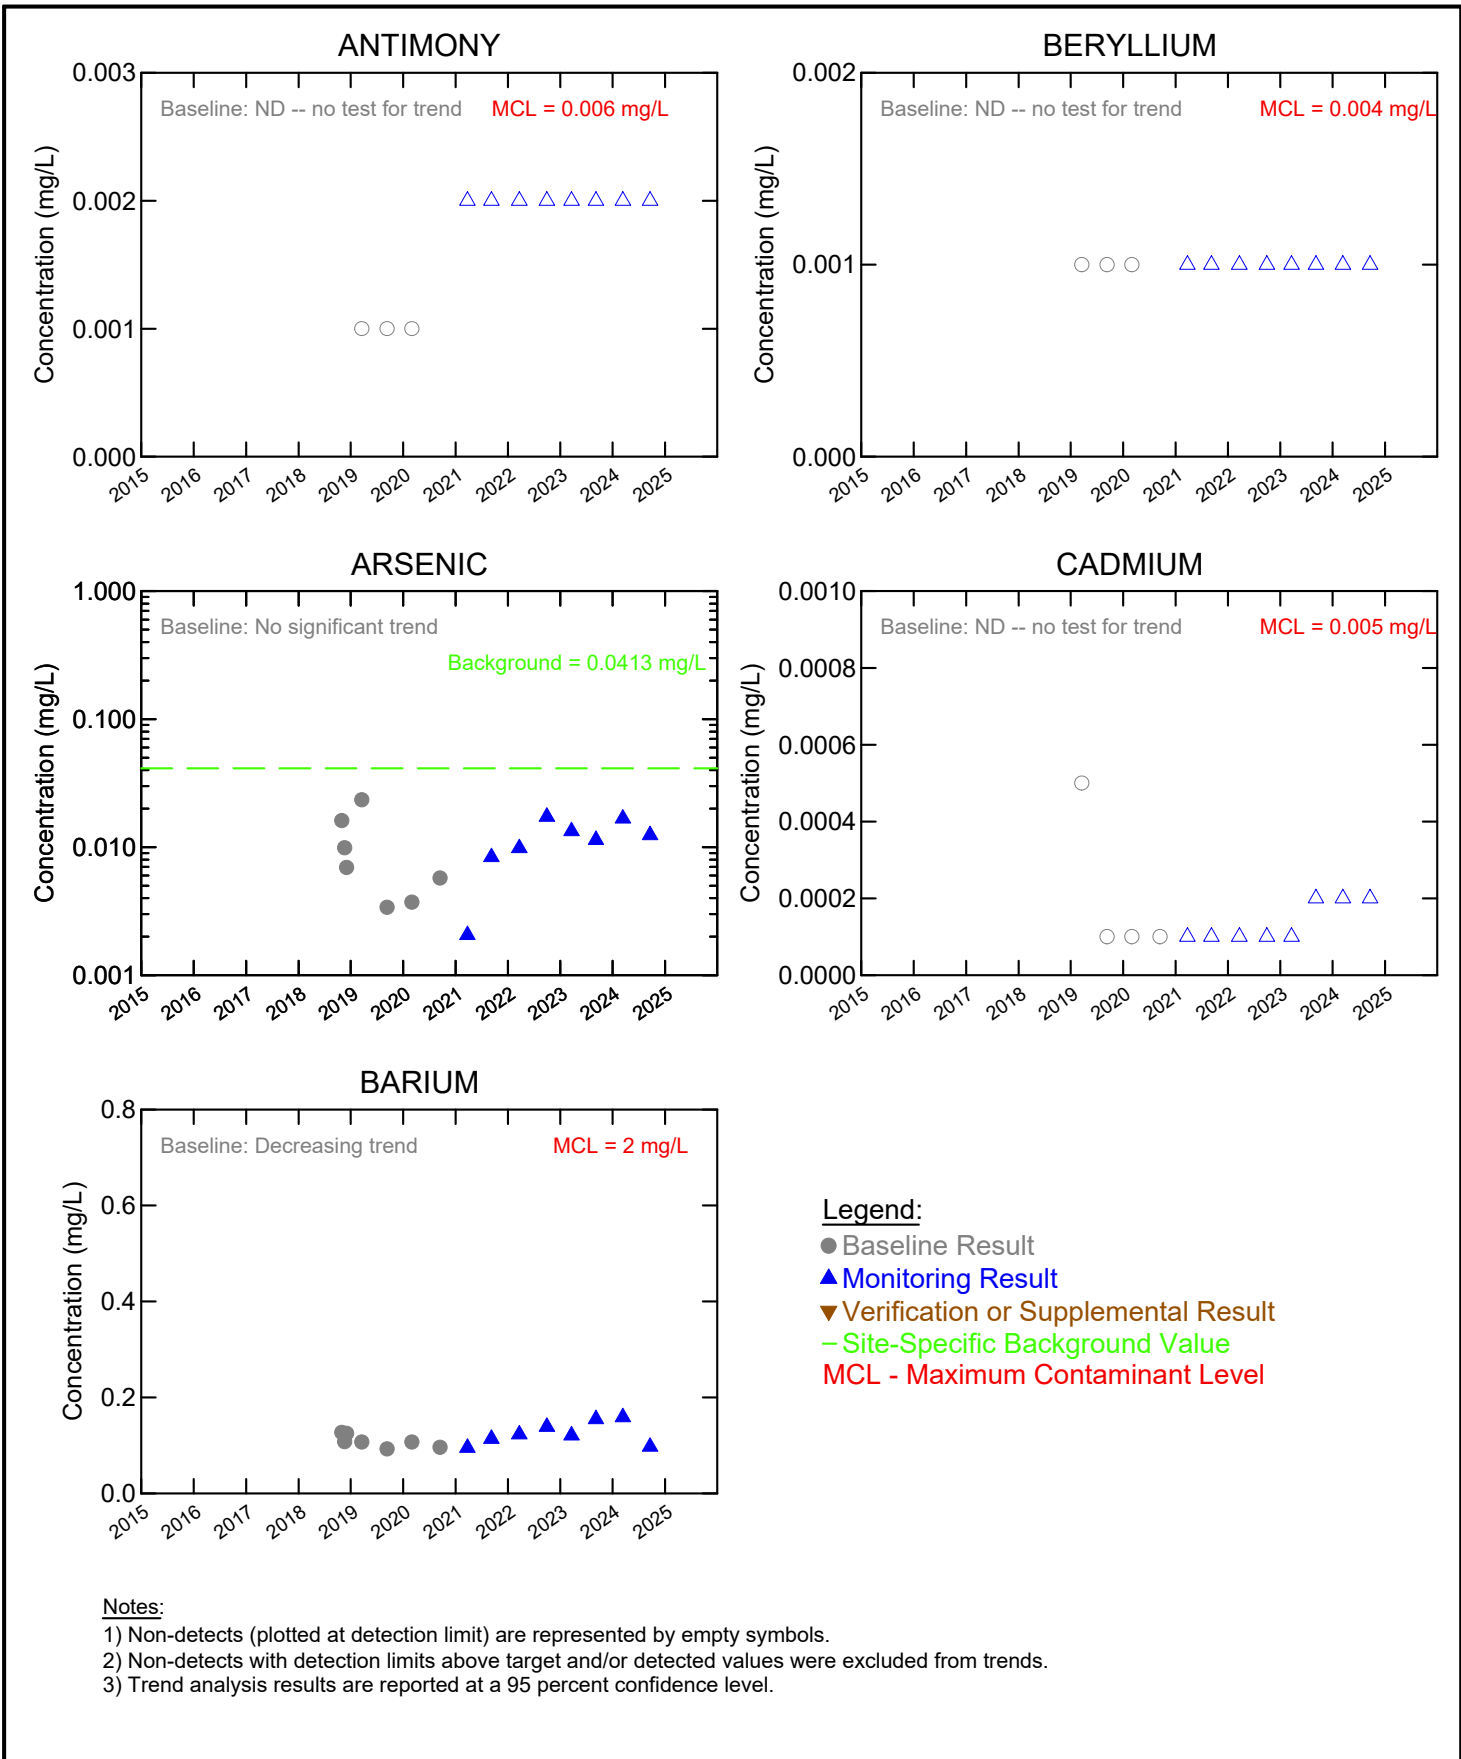 ANTIMONY
Baseline: ND -- no test for trend
MCL = 0.006 mg/L
Concentration (mg/L)
0.003
0.002
0.001
0.000
2015 2016 2017 2018 2019 2020 2021 2022 2023 2024 2025
BERYLLIUM
Baseline: ND -- no test for trend
MCL = 0.004 mg/L
Concentration (mg/L)
0.002
0.001
0.000
2015 2016 2017 2018 2019 2020 2021 2022 2023 2024 2025
ARSENIC
Baseline: No significant trend
Background = 0.0413 mg/L
Concentration (mg/L)
1.000
0.100
0.010
0.001
2015 2016 2017 2018 2019 2020 2021 2022 2023 2024 2025
CADMIUM
Baseline: ND -- no test for trend
MCL = 0.005 mg/L
Concentration (mg/L)
0.0010
0.0008
0.0006
0.0004
0.0002
0.0000
2015 2016 2017 2018 2019 2020 2021 2022 2023 2024 2025
BARIUM
Baseline: Decreasing trend
MCL = 2 mg/L
Concentration (mg/L)
0.8
0.6
0.4
0.2
0.0
2015 2016 2017 2018 2019 2020 2021 2022 2023 2024 2025
Legend:
Baseline Result
Monitoring Result
Verification or Supplemental Result
Site-Specific Background Value
MCL - Maximum Contaminant Level
Notes:
1) Non-detects (plotted at detection limit) are represented by empty symbols.
2) Non-detects with detection limits above target and/or detected values were excluded from trends.
3) Trend analysis results are reported at a 95 percent confidence level.